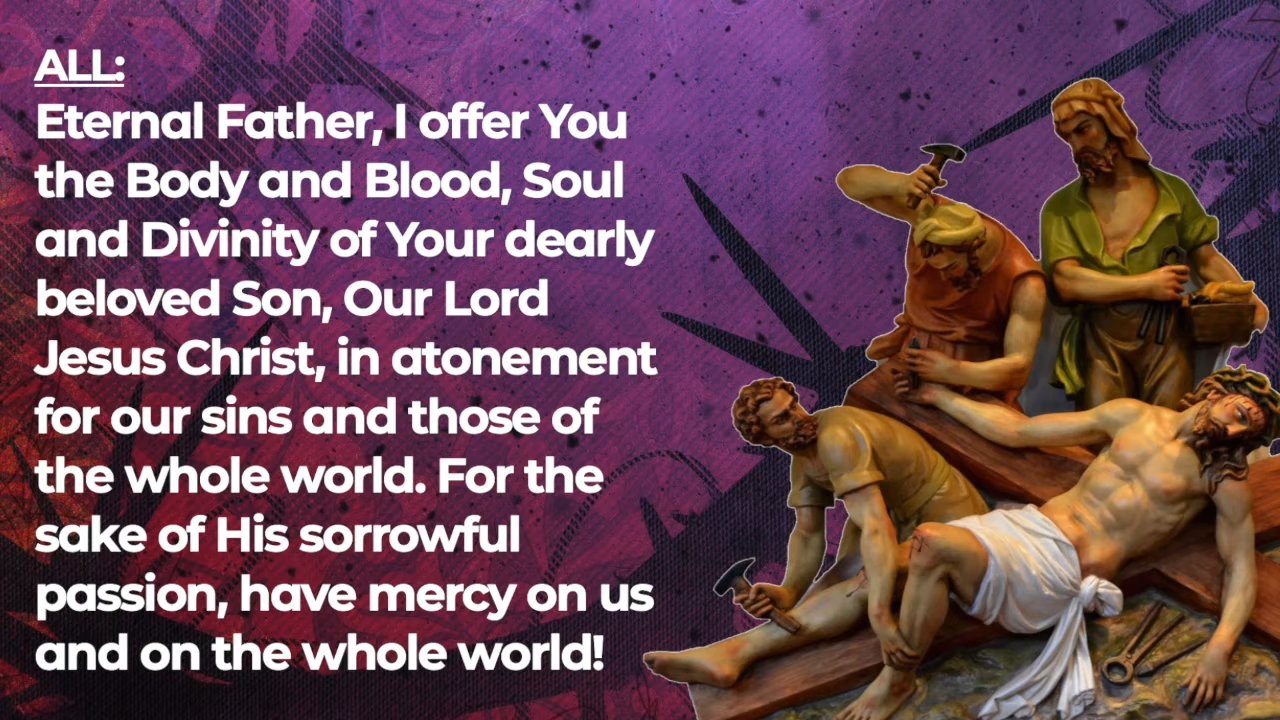 ALL:
Eternal Father, I offer You
the Body and Blood, Soul
and Divinity of Your dearly
beloved Son, Our Lord
Jesus Christ, in atonement
for our sins and those of
the whole world. For the
sake of His sorrowful
passion, have mercy on us
and on the whole world!